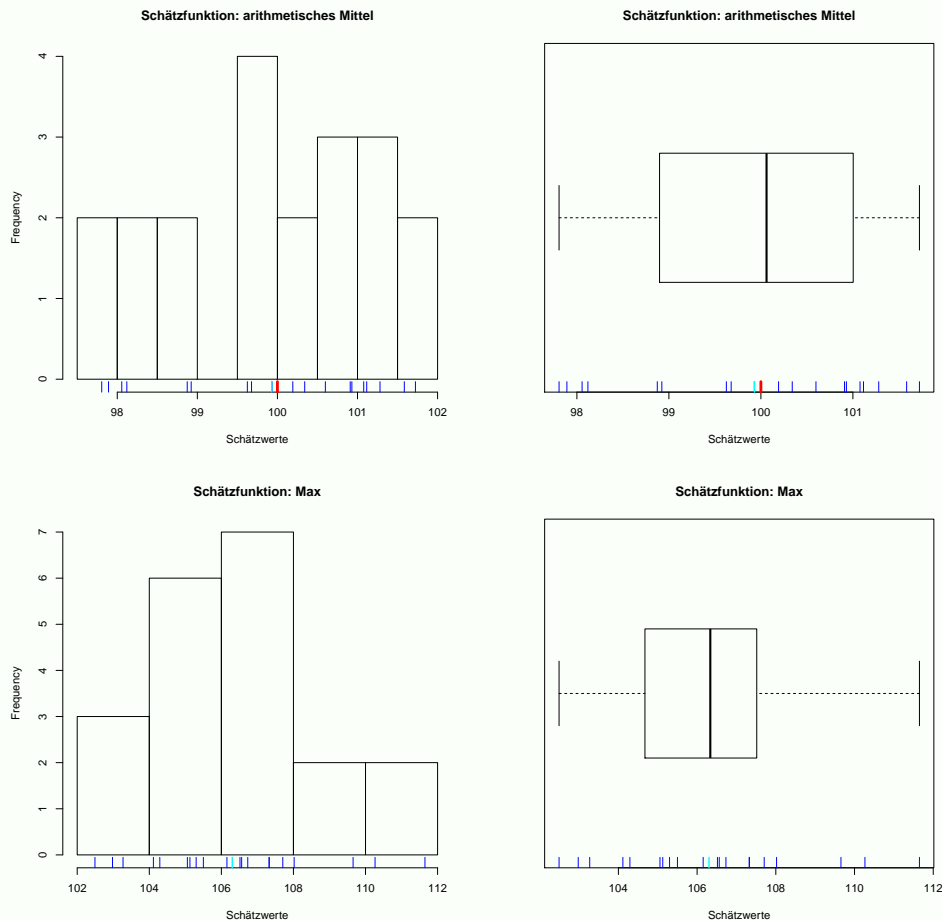 Schätzfunktion: arithmetisches Mittel
Frequency
4
3
2
1
0
98 99 100 101 102
Schätzwerte
Schätzfunktion: arithmetisches Mittel
98 99 100 101
Schätzwerte
Schätzfunktion: Max
Frequency
7
6
5
4
3
2
1
0
102 104 106 108 110 112
Schätzwerte
Schätzfunktion: Max
104 106 108 110 112
Schätzwerte